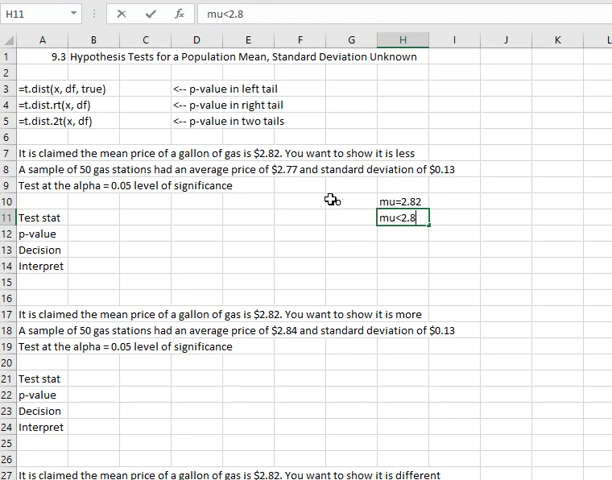 H11 fx mu<2.8
A B C D E F G H I J K L
1 9.3 Hypothesis Tests for a Population Mean, Standard Deviation Unknown
2
3 =t.dist(x, df, true) <-- p-value in left tail
4 =t.dist.rt(x, df) <-- p-value in right tail
5 =t.dist.2t(x, df) <-- p-value in two tails
6
7 It is claimed the mean price of a gallon of gas is $2.82. You want to show it is less
8 A sample of 50 gas stations had an average price of $2.77 and standard deviation of $0.13
9 Test at the alpha = 0.05 level of significance
10 mu=2.82
11 Test stat mu<2.8
12 p-value
13 Decision
14 Interpret
15
16
17 It is claimed the mean price of a gallon of gas is $2.82. You want to show it is more
18 A sample of 50 gas stations had an average price of $2.84 and standard deviation of $0.13
19 Test at the alpha = 0.05 level of significance
20
21 Test stat
22 p-value
23 Decision
24 Interpret
25
26
27 It is claimed the mean price of a gallon of gas is $2.82. You want to show it is different